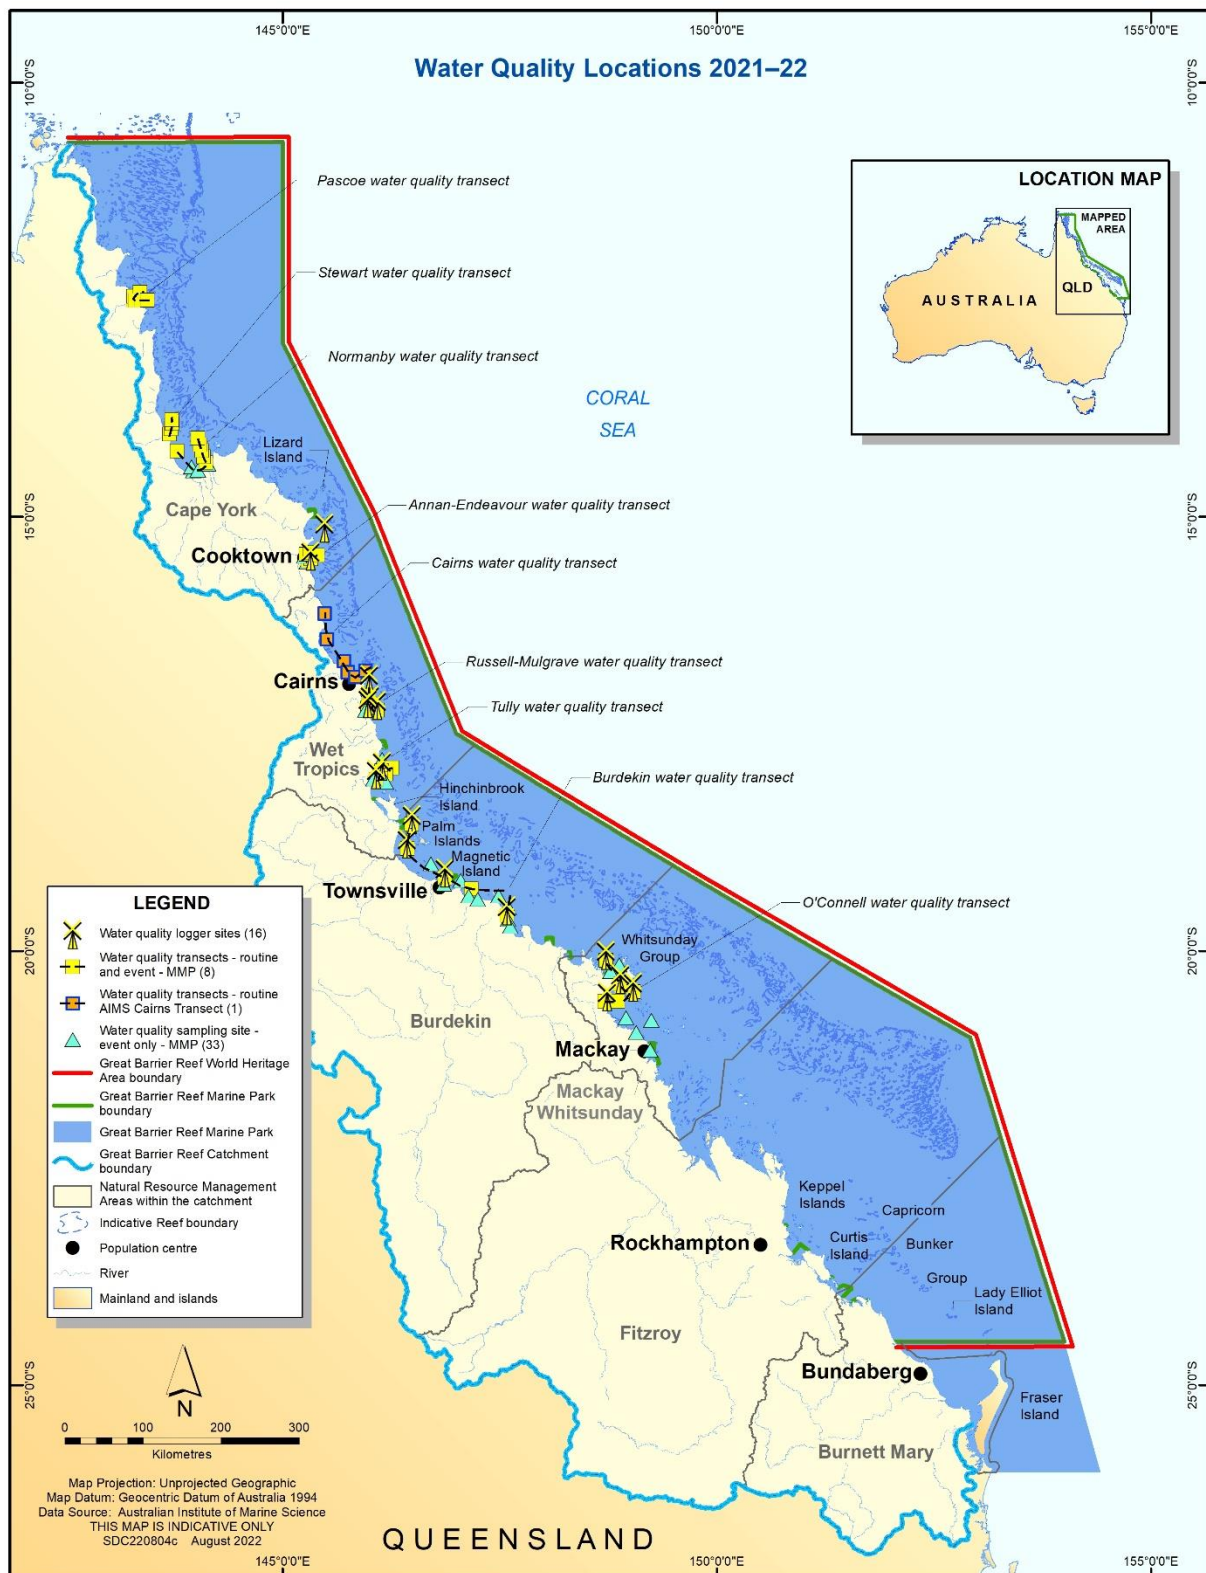 145°0'0"E
150°0'0"E
155°0'0"E
Water Quality Locations 2021–22
10°0'0"S
10°0'0"S
LOCATION MAP
MAPPED
AREA
QLD
AUSTRALIA
Pascoe water quality transect
Stewart water quality transect
Normanby water quality transect
CORAL
SEA
Lizard
Island
Cape York
Annan-Endeavour water quality transect
15°0'0"S
15°0'0"S
Cooktown
Cairns water quality transect
Russell-Mulgrave water quality transect
Cairns
Tully water quality transect
Wet
Tropics
Burdekin water quality transect
Hinchinbrook
Island
Palm
Islands
Magnetic
Island
Townsville
O'Connell water quality transect
20°0'0"S
20°0'0"S
Whitsunday
Group
Burdekin
Mackay
Mackay
Whitsunday
Keppel
Islands
Capricorn
Curtis
Island
Bunker
Rockhampton
Group
Lady Elliot
Island
Fitzroy
Bundaberg
25°0'0"S
25°0'0"S
Fraser
Island
Burnett Mary
QUEENSLAND
LEGEND
Water quality logger sites (16)
Water quality transects - routine
and event - MMP (8)
Water quality transects - routine
AIMS Cairns Transect (1)
Water quality sampling site -
event only - MMP (33)
Great Barrier Reef World Heritage
Area boundary
Great Barrier Reef Marine Park
boundary
Great Barrier Reef Marine Park
Great Barrier Reef Catchment
boundary
Natural Resource Management
Areas within the catchment
Indicative Reef boundary
Population centre
River
Mainland and islands
N
0 100 200 300
Kilometres
Map Projection: Unprojected Geographic
Map Datum: Geocentric Datum of Australia 1994
Data Source: Australian Institute of Marine Science
THIS MAP IS INDICATIVE ONLY
SDC220804c August 2022
145°0'0"E
150°0'0"E
155°0'0"E